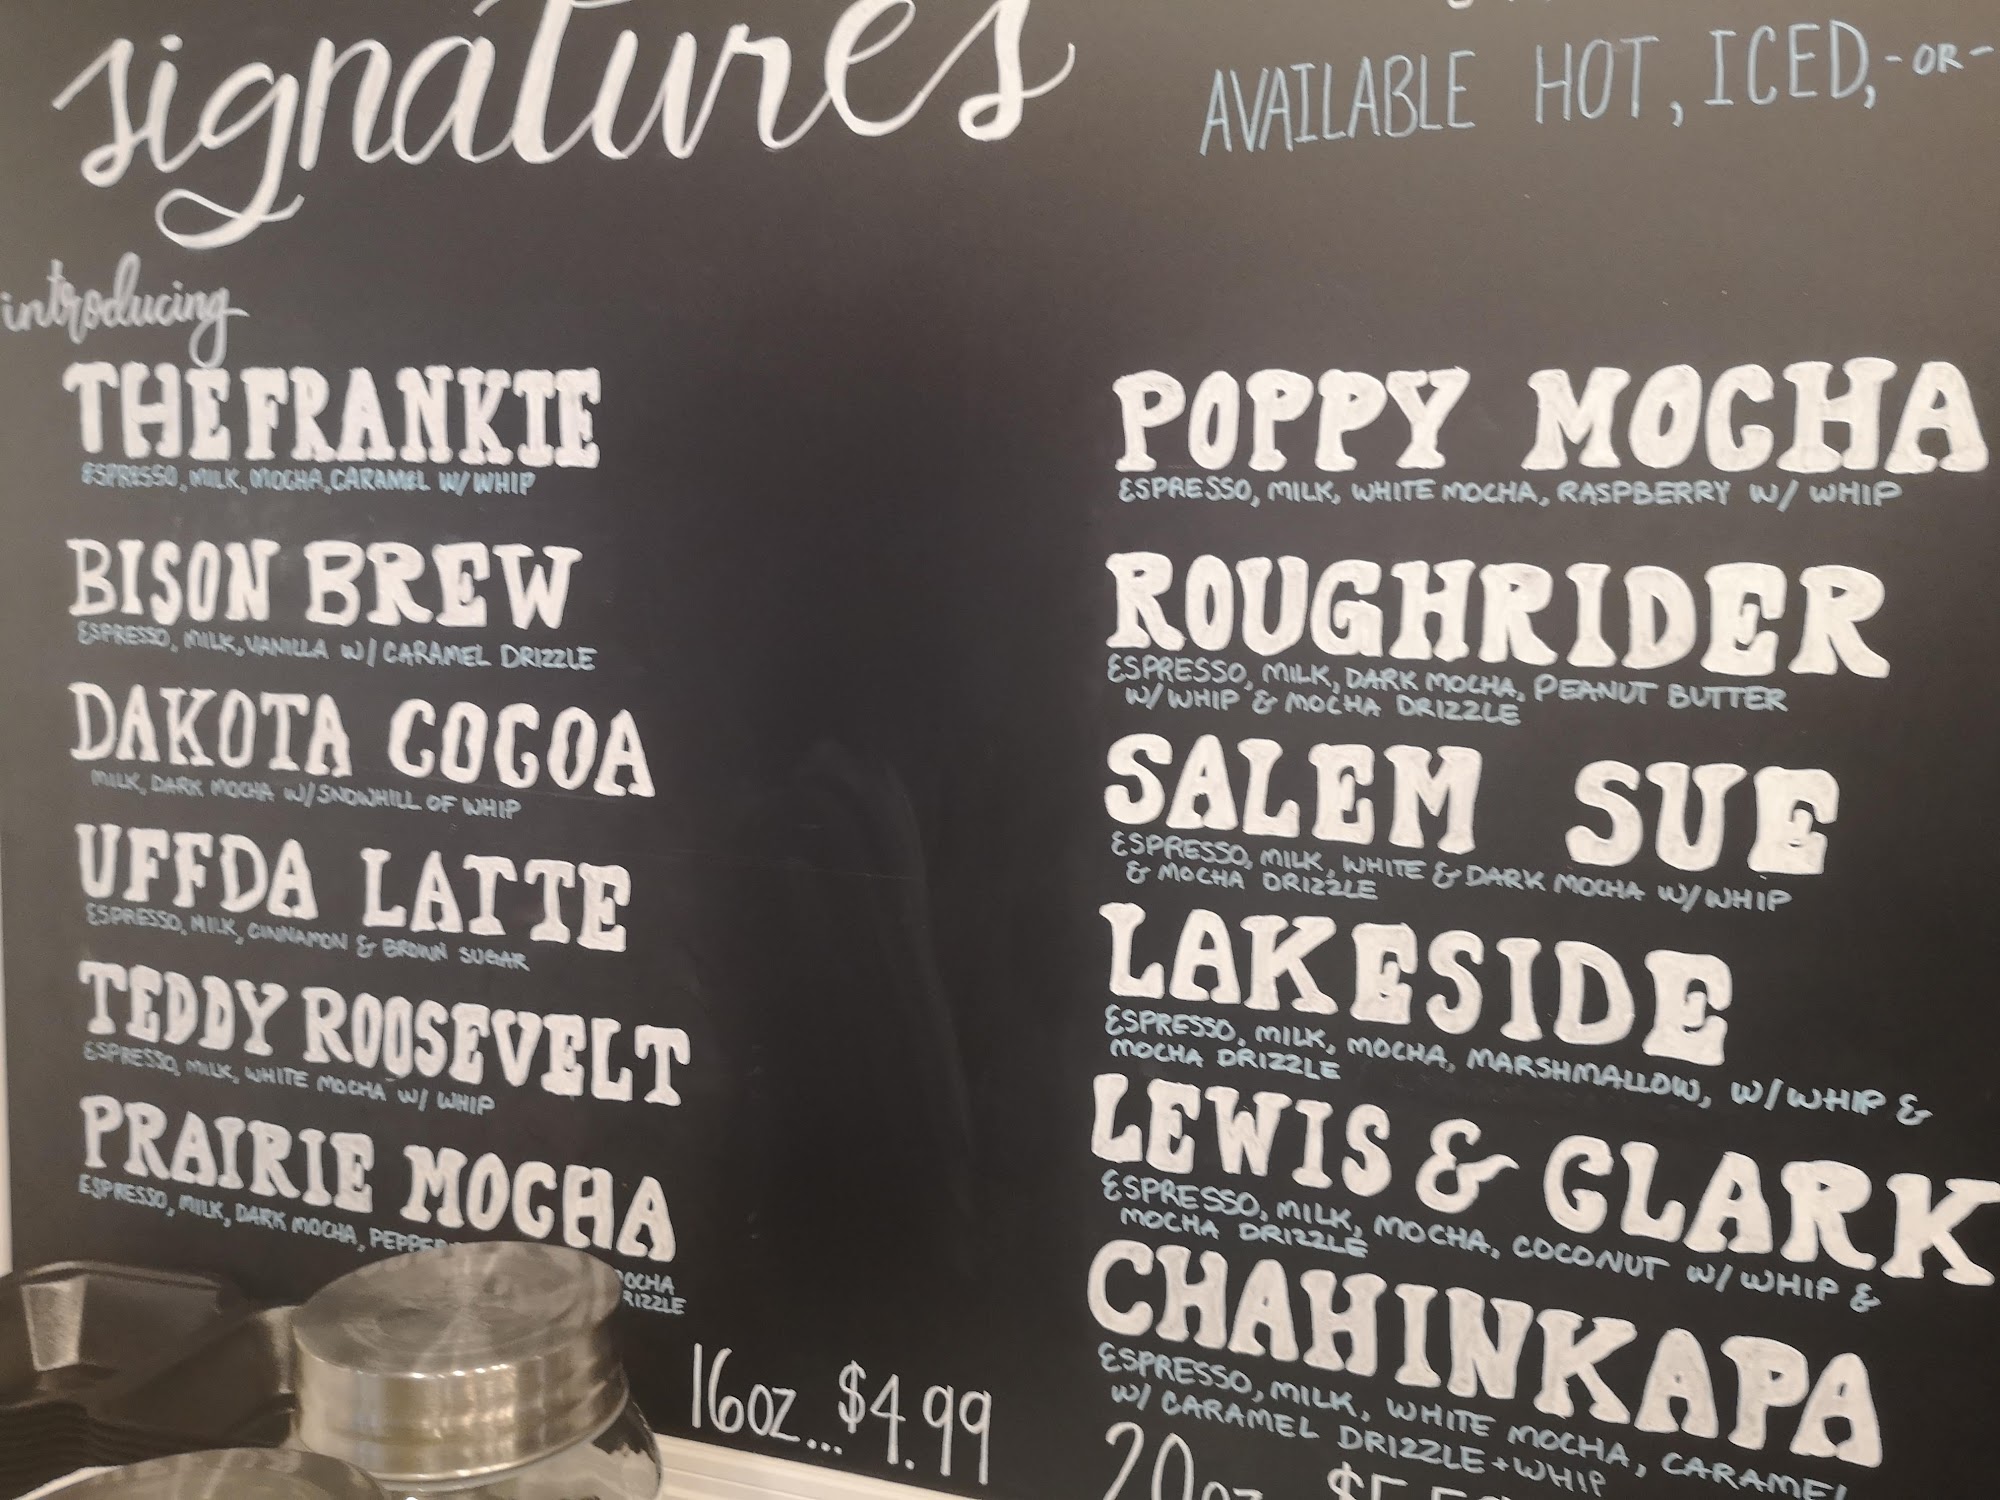 signatures
AVAILABLE HOT, ICED, -OR-
introducing
THE FRANKIE
ESPRESSO, MILK, MOCHA, CARAMEL W/ WHIP
BISON BREW
ESPRESSO, MILK, VANILLA W/ CARAMEL DRIZZLE
DAKOTA COCOA
MILK, DARK MOCHA W/ SNOWHILL OF WHIP
UFFDA LATTE
ESPRESSO, MILK, CINNAMON & BROWN SUGAR
TEDDY ROOSEVELT
ESPRESSO, MILK, WHITE MOCHA W/ WHIP
PRAIRIE MOCHA
ESPRESSO, MILK, DARK MOCHA,
16oz...$4.99
POPPY MOCHA
ESPRESSO, MILK, WHITE MOCHA, RASPBERRY W/ WHIP
ROUGHRIDER
ESPRESSO, MILK, DARK MOCHA, PEANUT BUTTER
W/ WHIP & MOCHA DRIZZLE
SALEM SUE
ESPRESSO, MILK, WHITE & DARK MOCHA W/ WHIP
& MOCHA DRIZZLE
LAKESIDE
ESPRESSO, MILK, MOCHA, MARSHMALLOW, W/ WHIP &
MOCHA DRIZZLE
LEWIS & CLARK
ESPRESSO, MILK, MOCHA, COCONUT W/ WHIP &
MOCHA DRIZZLE
CHAHINKAPA
ESPRESSO, MILK, WHITE MOCHA, CARAMEL
W/ CARAMEL DRIZZLE + WHIP
20oz